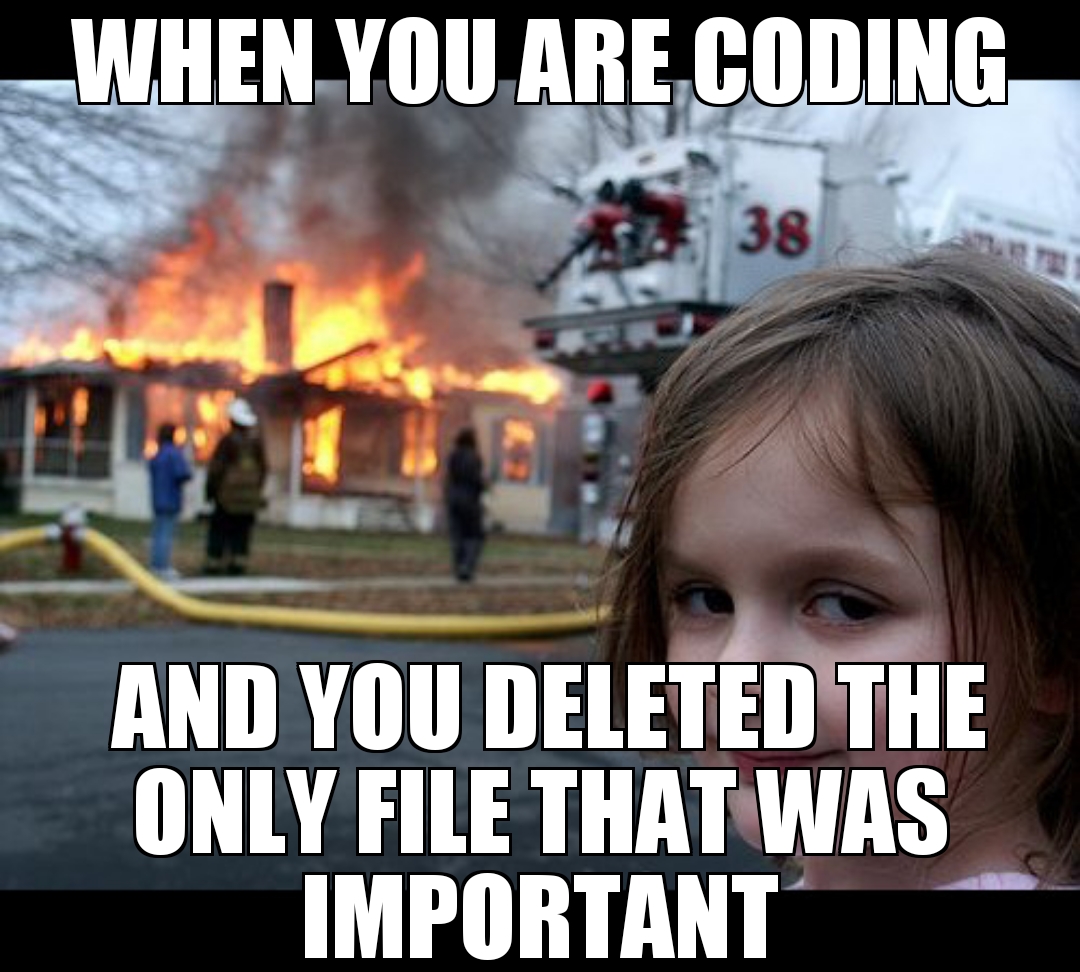 WHEN YOU ARE CODING
38
AND YOU DELETED THE
ONLY FILE THAT WAS
IMPORTANT